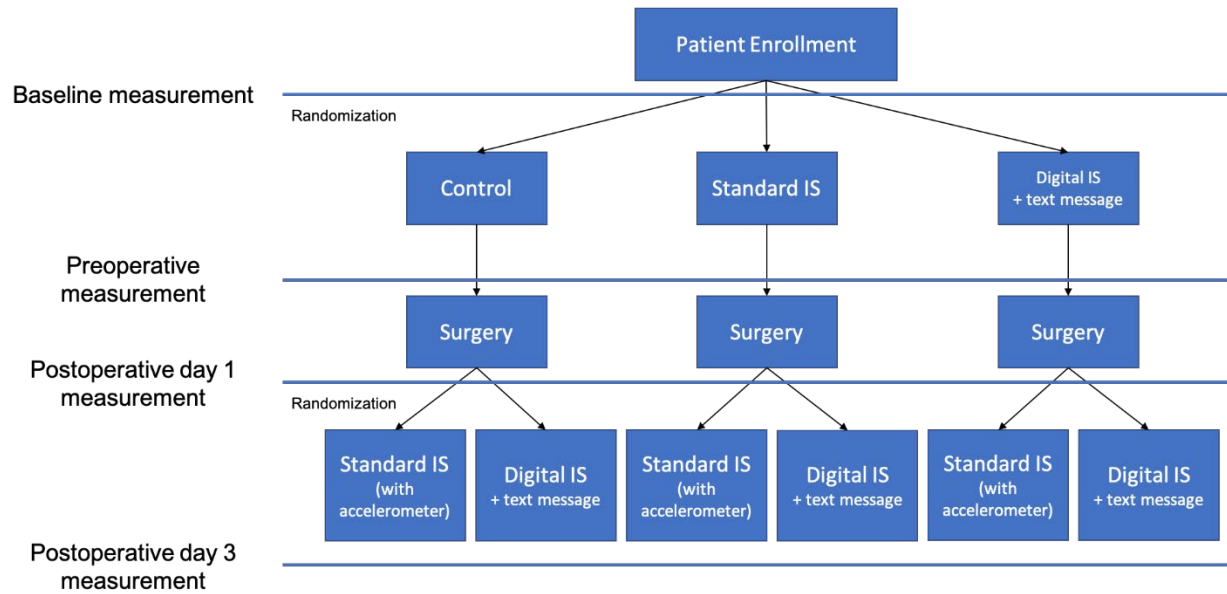 Patient Enrollment
Baseline measurement
Randomization
Control
Standard IS
Digital IS
+ text message
Preoperative
measurement
Surgery
Surgery
Surgery
Postoperative day 1
measurement
Randomization
Standard IS
(with
accelerometer)
Digital IS
+ text message
Standard IS
(with
accelerometer)
Digital IS
+ text message
Standard IS
(with
accelerometer)
Digital IS
+ text message
Postoperative day 3
measurement